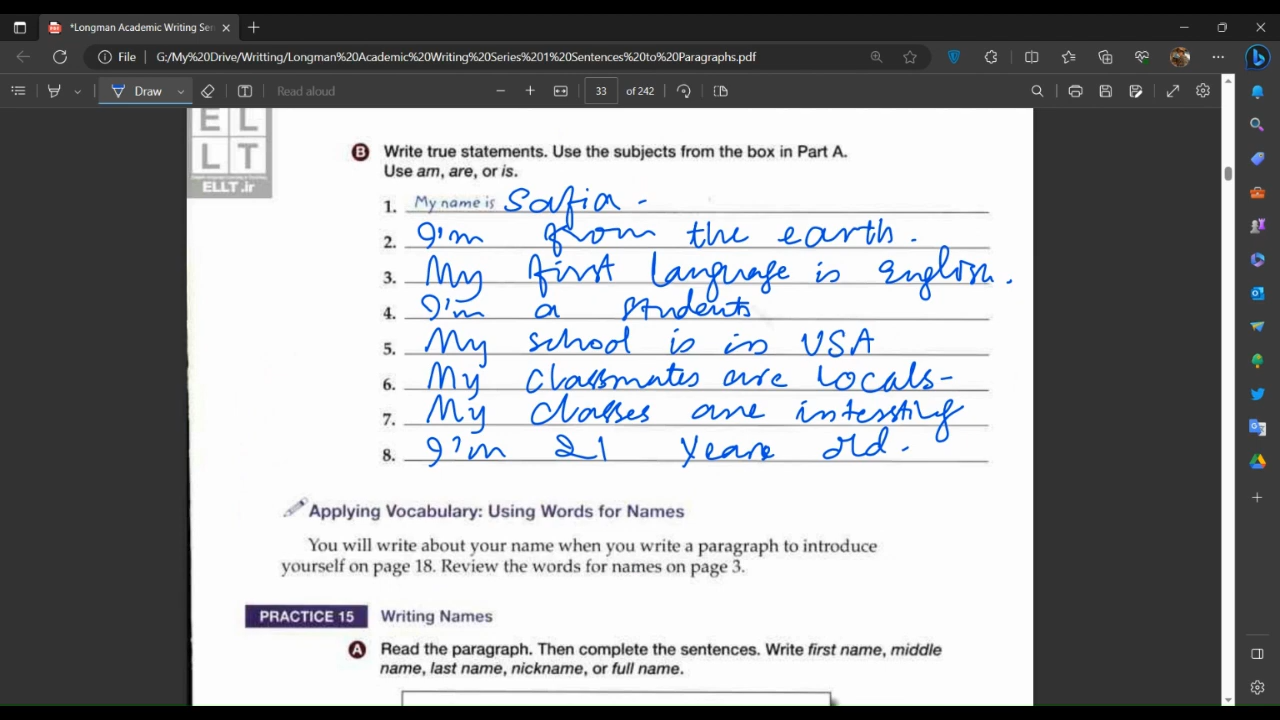 *Longman Academic Writing Ser
File
G:/My%20Drive/Writting/Longman%20Academic%20Writing%20Series%201%20Sentences%20to%20Paragraphs.pdf
Draw
Read aloud
33
of 242
E L
L T
ELLT.ir
B Write true statements. Use the subjects from the box in Part A.
Use am, are, or is.
1. My name is Safia.
2. I'm from the earth.
3. My first language is english.
4. I'm a students
5. My school is in USA
6. My classmates are locals-
7. My classes are
8. I'm 21 years old.
Applying Vocabulary: Using Words for Names
You will write about your name when you write a paragraph to introduce
yourself on page 18. Review the words for names on page 3.
PRACTICE 15 Writing Names
A Read the paragraph. Then complete the sentences. Write first name, middle
name, last name, nickname, or full name.